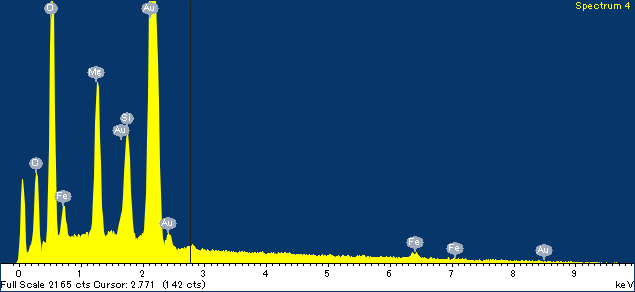 Spectrum 4
O
Au
Mg
Si
Au
C
Fe
Au
Fe
Fe
Au
0 1 2 3 4 5 6 7 8 9
Full Scale 2165 cts Cursor: 2.771 (142 cts) keV